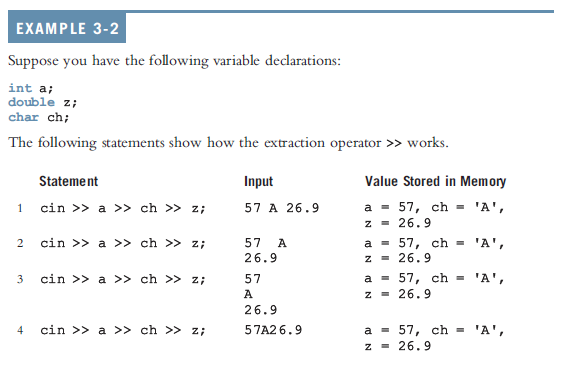 EXAMPLE 3-2
Suppose you have the following variable declarations:
int a;
double z;
char ch;
The following statements show how the extraction operator >> works.
Statement Input Value Stored in Memory
1 cin >> a >> ch >> z; 57 A 26.9 a = 57, ch = 'A',
z = 26.9
2 cin >> a >> ch >> z; 57 A a = 57, ch = 'A',
26.9 z = 26.9
3 cin >> a >> ch >> z; 57 a = 57, ch = 'A',
A z = 26.9
26.9
4 cin >> a >> ch >> z; 57A26.9 a = 57, ch = 'A',
z = 26.9